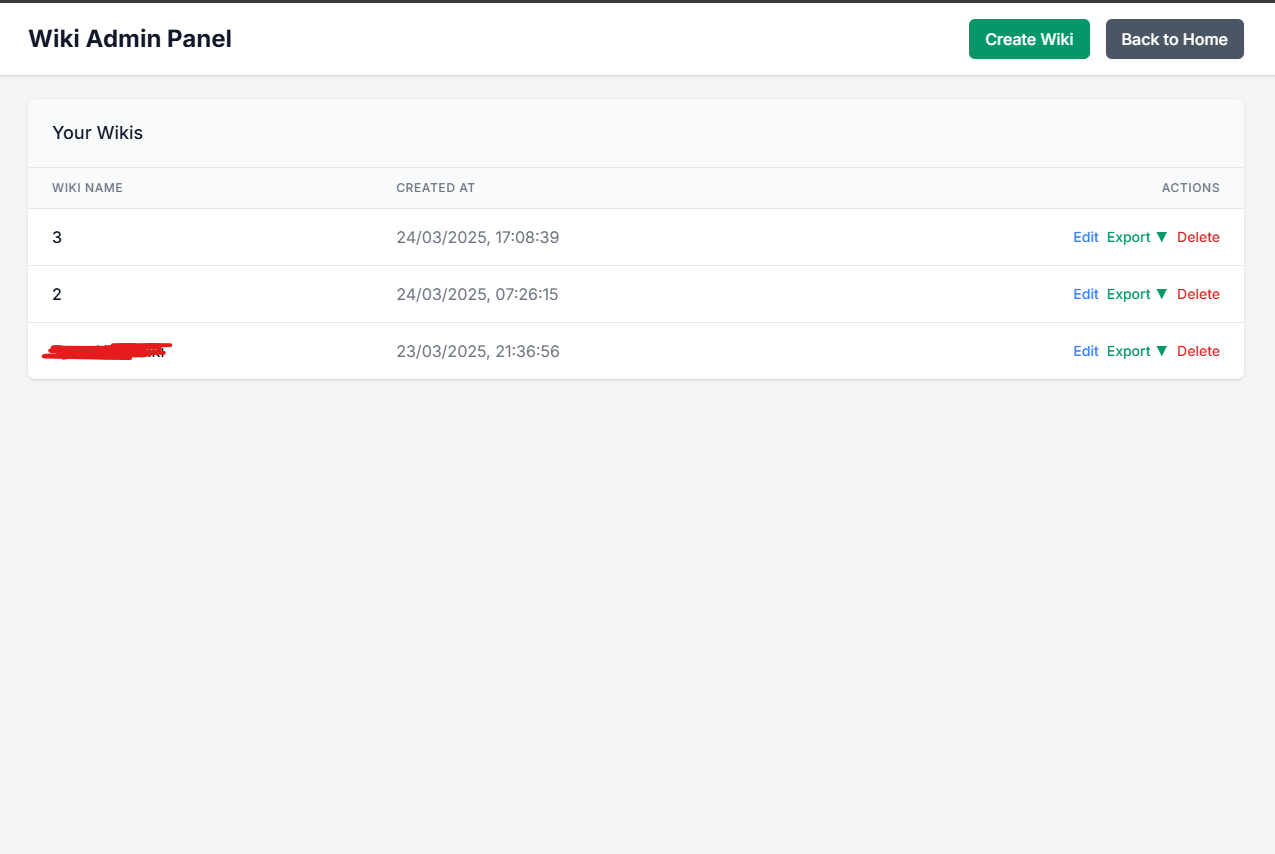 Wiki Admin Panel
Create Wiki
Back to Home
Your Wikis
WIKI NAME CREATED AT ACTIONS
3 24/03/2025, 17:08:39 Edit Export ▼ Delete
2 24/03/2025, 07:26:15 Edit Export ▼ Delete
23/03/2025, 21:36:56 Edit Export ▼ Delete